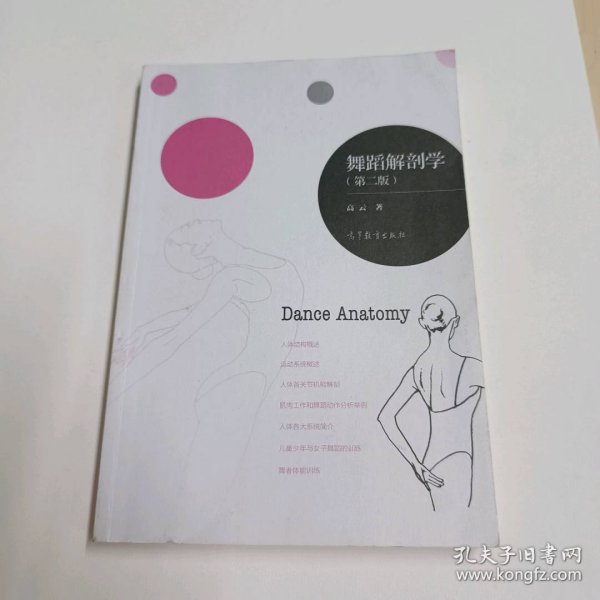 舞蹈解剖学
（第二版）
高云 著
高等教育出版社
Dance Anatomy
人体结构概述
运动系统概述
人体各关节肌群解剖
肌肉工作和舞蹈动作分析举例
人体各大系统简介
儿童少年与女子舞蹈的训练
舞者体能训练
孔夫子旧书网
www.kongfz.com